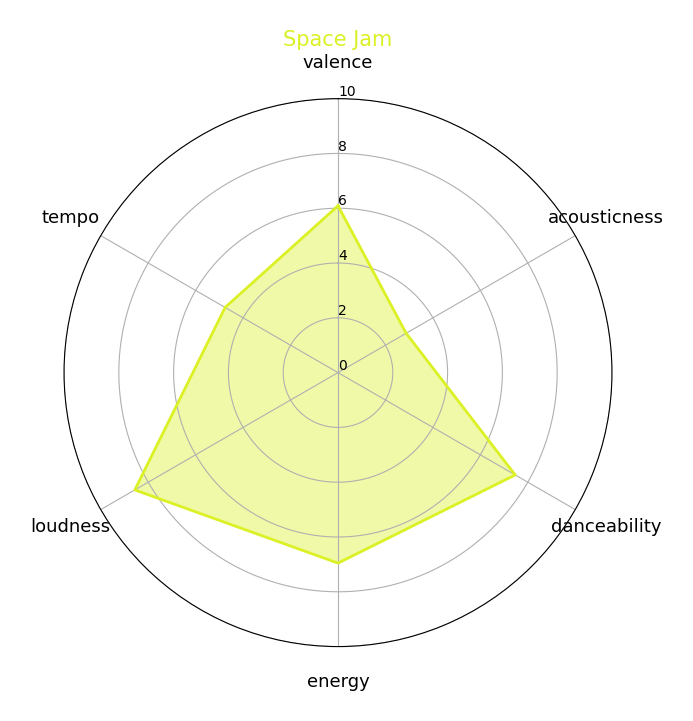 Space Jam
valence
10
8
6
4
2
0
tempo
acousticness
loudness
danceability
energy